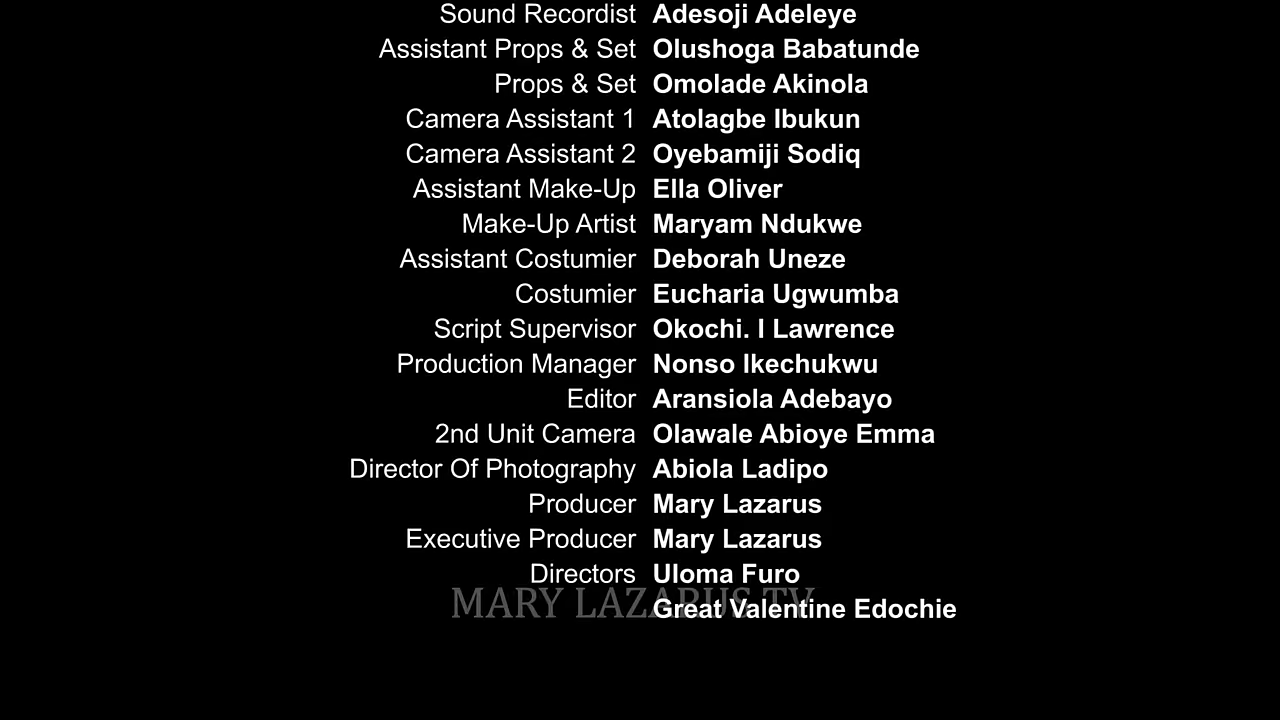 Sound Recordist Adesoji Adeleye
Assistant Props & Set Olushoga Babatunde
Props & Set Omolade Akinola
Camera Assistant 1 Atolagbe Ibukun
Camera Assistant 2 Oyebamiji Sodiq
Assistant Make-Up Ella Oliver
Make-Up Artist Maryam Ndukwe
Assistant Costumier Deborah Uneze
Costumier Eucharia Ugwumba
Script Supervisor Okochi. I Lawrence
Production Manager Nonso Ikechukwu
Editor Aransiola Adebayo
2nd Unit Camera Olawale Abioye Emma
Director Of Photography Abiola Ladipo
Producer Mary Lazarus
Executive Producer Mary Lazarus
Directors Uloma Furo
Great Valentine Edochie
MARY LAZARUS TV